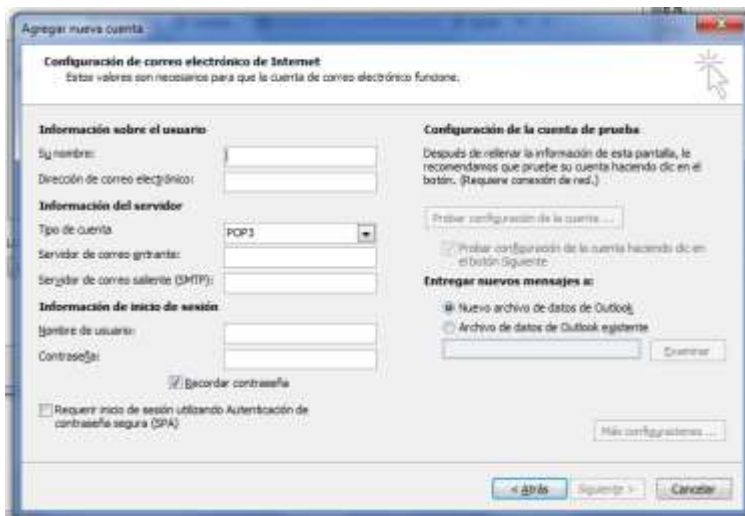 Agregar nueva cuenta
Configuración de correo electrónico de Internet
Estos valores son necesarios para que la cuenta de correo electrónico funcione.
Información sobre el usuario
Su nombre:
Dirección de correo electrónico:
Información del servidor
Tipo de cuenta
POP3
Servidor de correo entrante:
Servidor de correo saliente (SMTP):
Información de inicio de sesión
Nombre de usuario:
Contraseña:
Recordar contraseña
Requerir inicio de sesión utilizando Autenticación de
contraseña segura (SPA)
Configuración de la cuenta de prueba
Después de rellenar la información de esta pantalla, le
recomendamos que pruebe su cuenta haciendo clic en el
botón. (Requiere conexión de red.)
Probar configuración de la cuenta ...
Probar configuración de la cuenta haciendo clic en
el botón Siguiente
Entregar nuevos mensajes a:
Nuevo archivo de datos de Outlook
Archivo de datos de Outlook existente
Examinar
Más configuraciones ...
< Atrás
Siguiente >
Cancelar